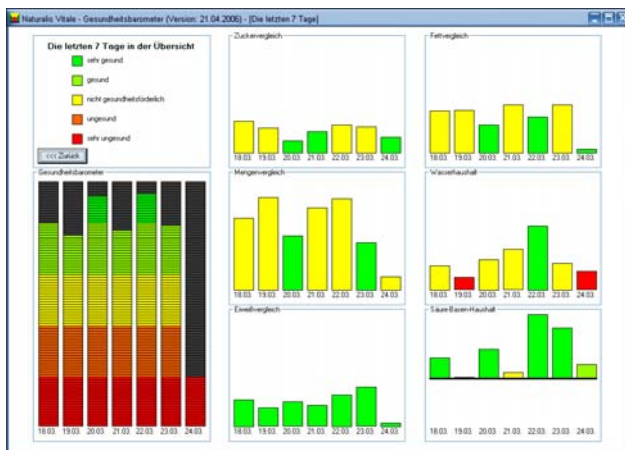 Naturalis Vitale - Gesundheitsbarometer (Version: 21.04.2006) - [Die letzten 7 Tage]
Die letzten 7 Tage in der Übersicht
sehr gesund
gesund
nicht gesundheitsförderlich
ungesund
sehr ungesund
<<< Zurück
Zuckervergleich
18.03. 19.03. 20.03. 21.03. 22.03. 23.03. 24.03.
Fettvergleich
18.03. 19.03. 20.03. 21.03. 22.03. 23.03. 24.03.
Gesundheitsbarometer
18.03. 19.03. 20.03. 21.03. 22.03. 23.03. 24.03.
Mengenvergleich
18.03. 19.03. 20.03. 21.03. 22.03. 23.03. 24.03.
Wasserhaushalt
18.03. 19.03. 20.03. 21.03. 22.03. 23.03. 24.03.
Eiweißvergleich
18.03. 19.03. 20.03. 21.03. 22.03. 23.03. 24.03.
Säure-Basen-Haushalt
18.03. 19.03. 20.03. 21.03. 22.03. 23.03. 24.03.